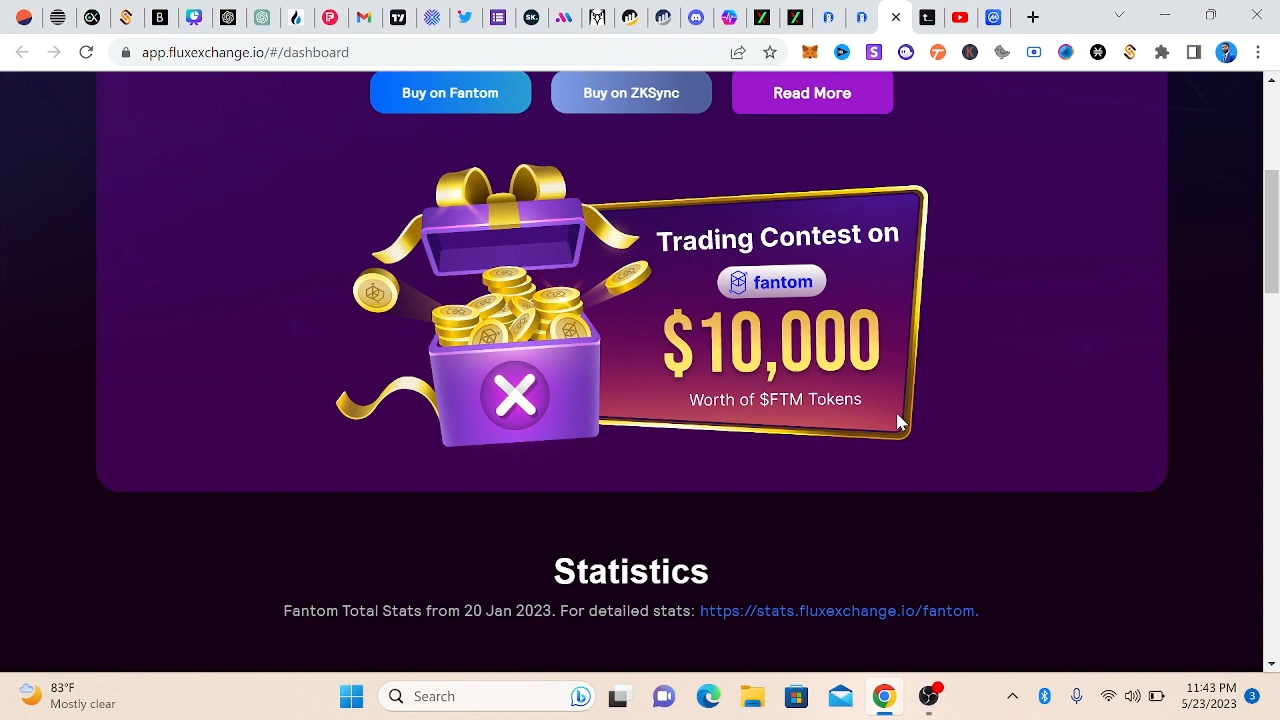 app.fluxexchange.io/#/dashboard
Buy on Fantom
Buy on ZKSync
Read More
Trading Contest on
fantom
$10,000
Worth of $FTM Tokens
Statistics
Fantom Total Stats from 20 Jan 2023. For detailed stats: https://stats.fluxexchange.io/fantom.
83°F
Mostly clear
Search
11:43 PM
5/23/2023
3